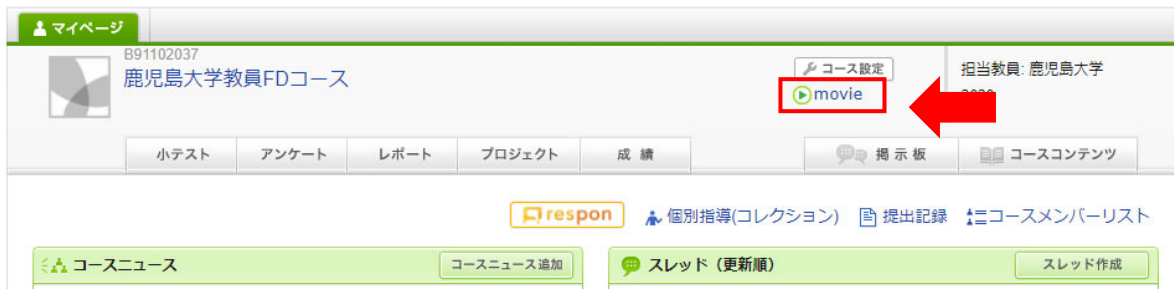 マイページ
B91102037
鹿児島大学教員FDコース
コース設定
movie
担当教員: 鹿児島大学
小テスト
アンケート
レポート
プロジェクト
成績
掲示板
コースコンテンツ
respon
個別指導(コレクション)
提出記録
コースメンバーリスト
コースニュース
コースニュース追加
スレッド（更新順）
スレッド作成